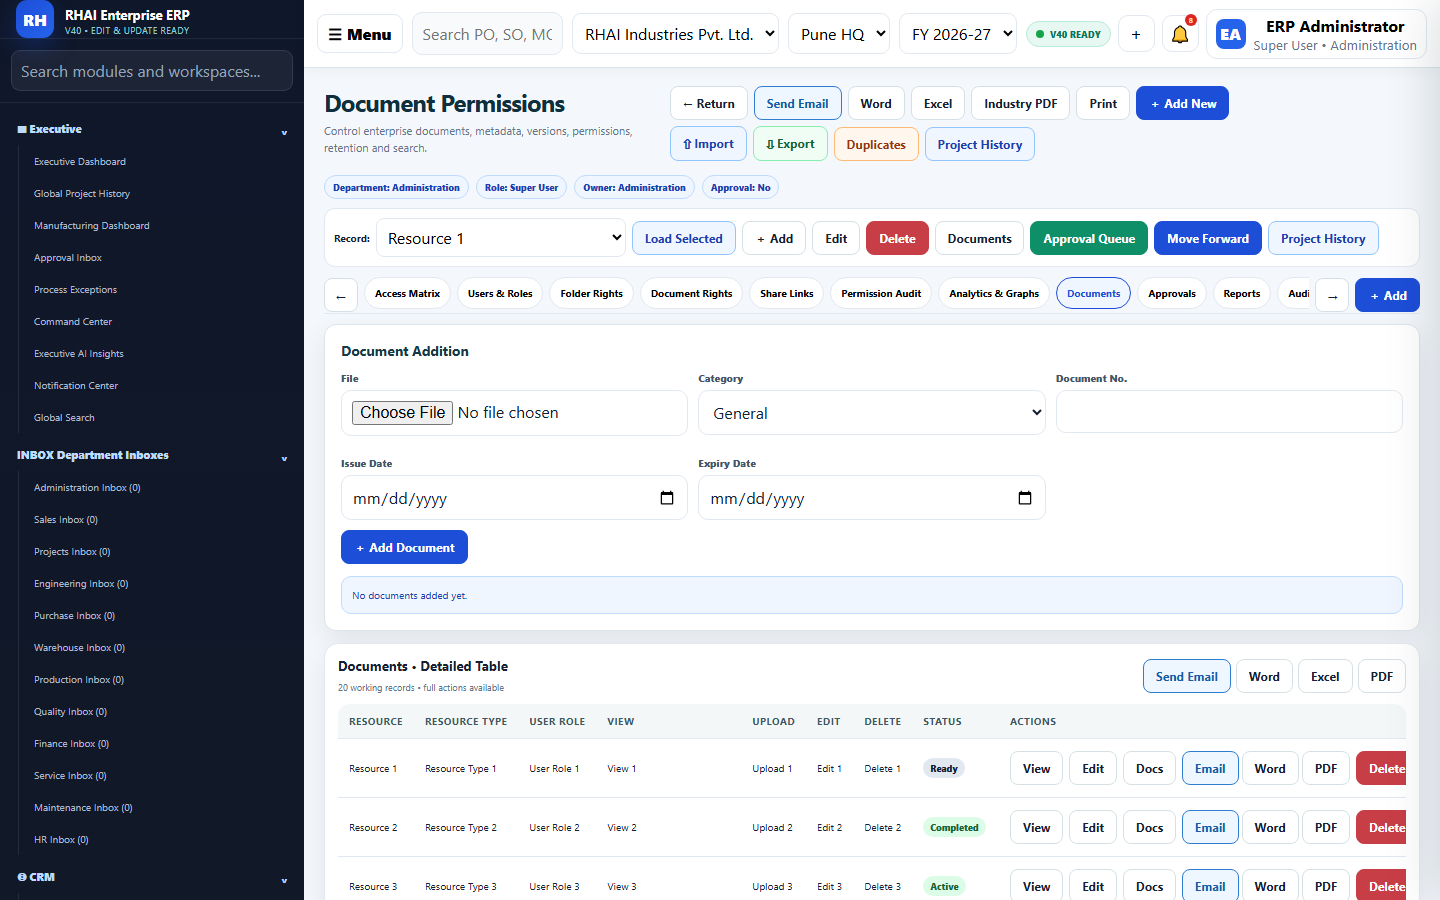 RH
RHAI Enterprise ERP
V40 • EDIT & UPDATE READY
Search modules and workspaces...
Executive
Executive Dashboard
Global Project History
Manufacturing Dashboard
Approval Inbox
Process Exceptions
Command Center
Executive AI Insights
Notification Center
Global Search
INBOX Department Inboxes
Administration Inbox (0)
Sales Inbox (0)
Projects Inbox (0)
Engineering Inbox (0)
Purchase Inbox (0)
Warehouse Inbox (0)
Production Inbox (0)
Quality Inbox (0)
Finance Inbox (0)
Service Inbox (0)
Maintenance Inbox (0)
HR Inbox (0)
CRM
☰ Menu
Search PO, SO, MO
RHAI Industries Pvt. Ltd.
Pune HQ
FY 2026-27
V40 READY
+
8
EA
ERP Administrator
Super User • Administration
Document Permissions
Control enterprise documents, metadata, versions, permissions,
retention and search.
← Return
Send Email
Word
Excel
Industry PDF
Print
+ Add New
⇧ Import
⇩ Export
Duplicates
Project History
Department: Administration
Role: Super User
Owner: Administration
Approval: No
Record:
Resource 1
Load Selected
+ Add
Edit
Delete
Documents
Approval Queue
Move Forward
Project History
←
Access Matrix
Users & Roles
Folder Rights
Document Rights
Share Links
Permission Audit
Analytics & Graphs
Documents
Approvals
Reports
Audi
→
+ Add
Document Addition
File
Category
Document No.
Choose File No file chosen
General
Issue Date
Expiry Date
mm/dd/yyyy
mm/dd/yyyy
+ Add Document
No documents added yet.
Documents • Detailed Table
20 working records • full actions available
Send Email
Word
Excel
PDF
RESOURCE RESOURCE TYPE USER ROLE VIEW UPLOAD EDIT DELETE STATUS ACTIONS
Resource 1 Resource Type 1 User Role 1 View 1 Upload 1 Edit 1 Delete 1 Ready View Edit Docs Email Word PDF Delete
Resource 2 Resource Type 2 User Role 2 View 2 Upload 2 Edit 2 Delete 2 Completed View Edit Docs Email Word PDF Delete
Resource 3 Resource Type 3 User Role 3 View 3 Upload 3 Edit 3 Delete 3 Active View Edit Docs Email Word PDF Delete